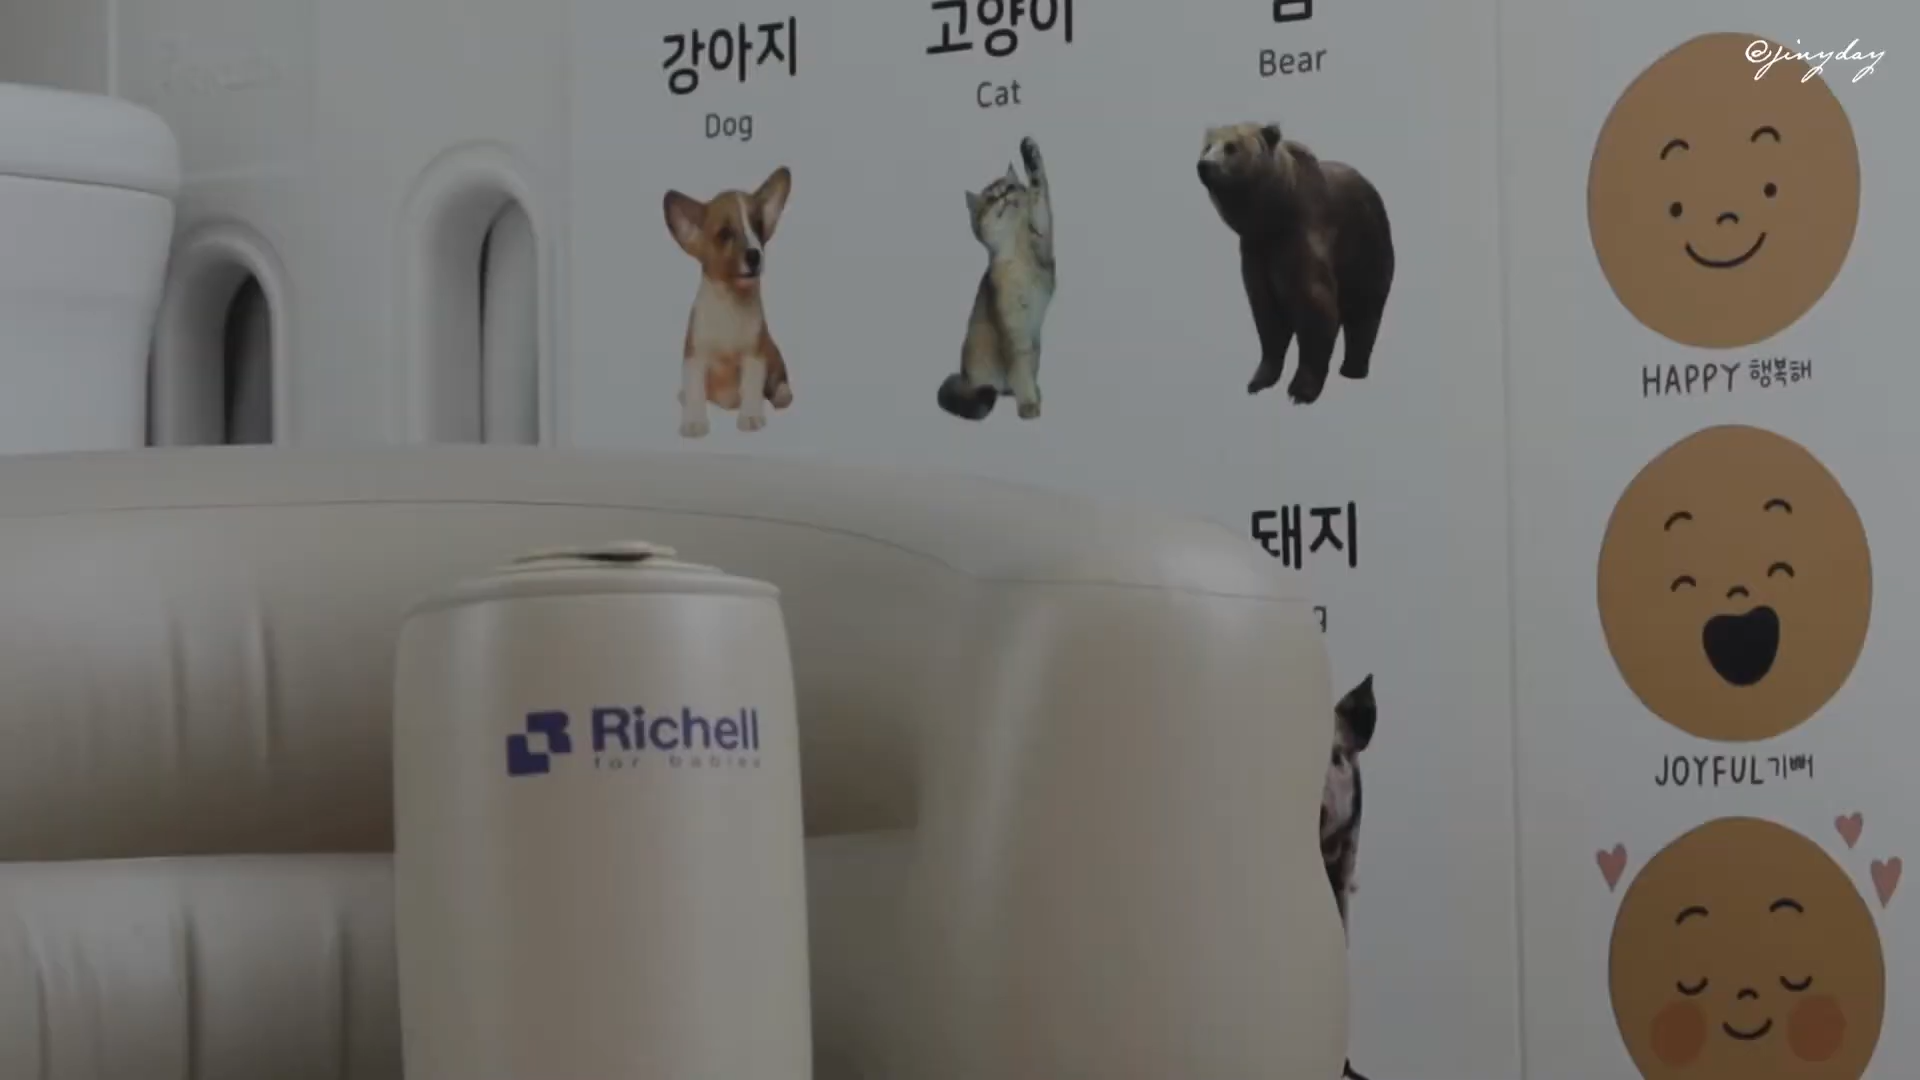 @jinyday
강아지
Dog
고양이
Cat
Bear
HAPPY 행복해
돼지
Richell
for babies
JOYFUL 기뻐